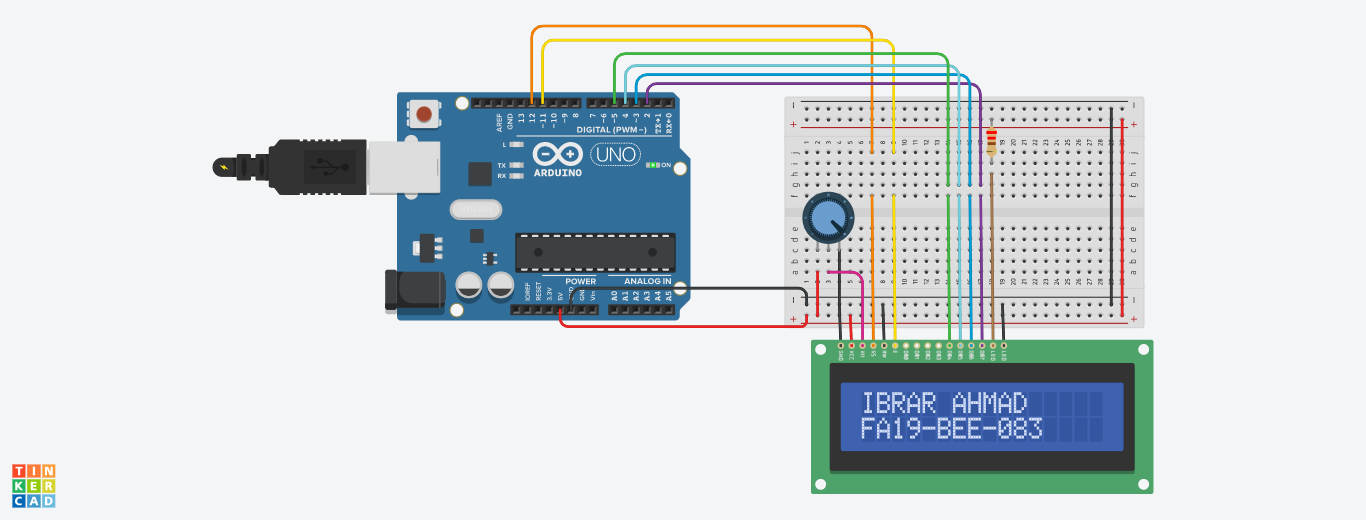 AREF
GND
13
12
~11
~10
~9
8
7
~6
~5
4
~3
2
TX→1
RX←0
DIGITAL (PWM~)
L
TX
RX
UNO
ON
ARDUINO
POWER
ANALOG IN
IOREF
RESET
3.3V
5V
GND
Vin
A0
A1
A2
A3
A4
A5
IBRAR AHMAD
FA19-BEE-083
TIN
KER
CAD